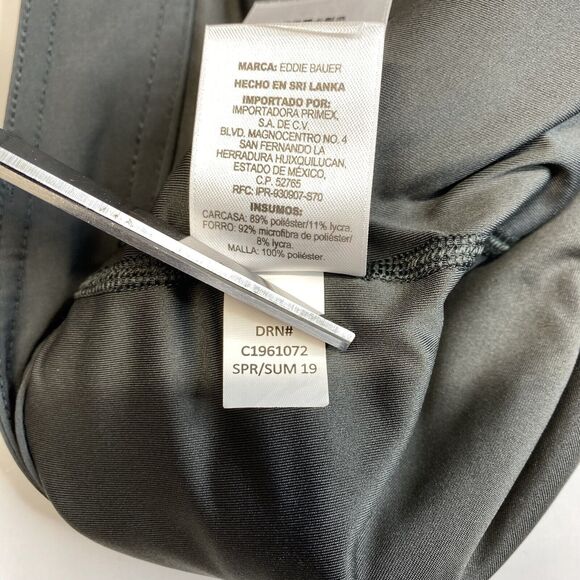 MARCA: EDDIE BAUER
HECHO EN SRI LANKA
IMPORTADO POR:
IMPORTADORA PRIMEX,
S.A. DE C.V.
BLVD. MAGNOCENTRO NO. 4
SAN FERNANDO LA
HERRADURA HUIXQUILUCAN,
ESTADO DE MÉXICO,
C.P. 52765
RFC: IPR-930907-S70
INSUMOS:
CARCASA: 89% poliéster/11% lycra.
FORRO: 92% microfibra de poliéster/
8% lycra.
MALLA: 100% poliéster.
DRN#
C1961072
SPR/SUM 19